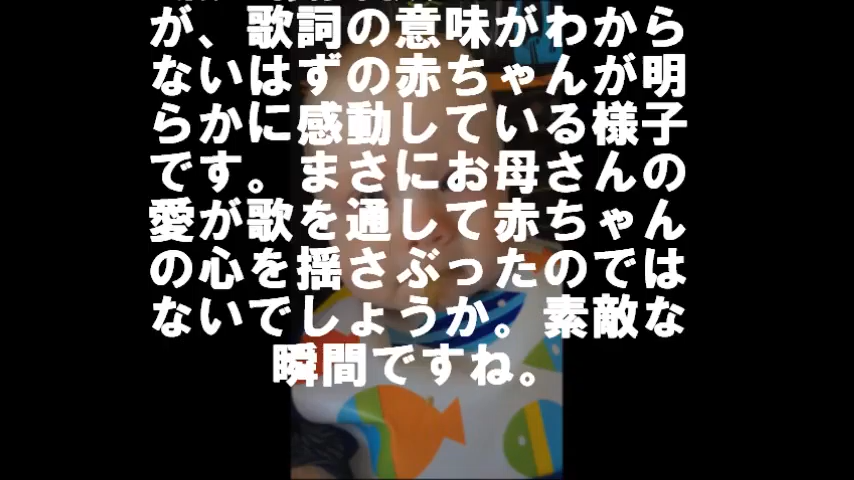 が、歌詞の意味がわから
ないはずの赤ちゃんが明
らかに感動している様子
です。まさにお母さんの
愛が歌を通して赤ちゃん
の心を揺さぶったのでは
ないでしょうか。素敵な
瞬間ですね。